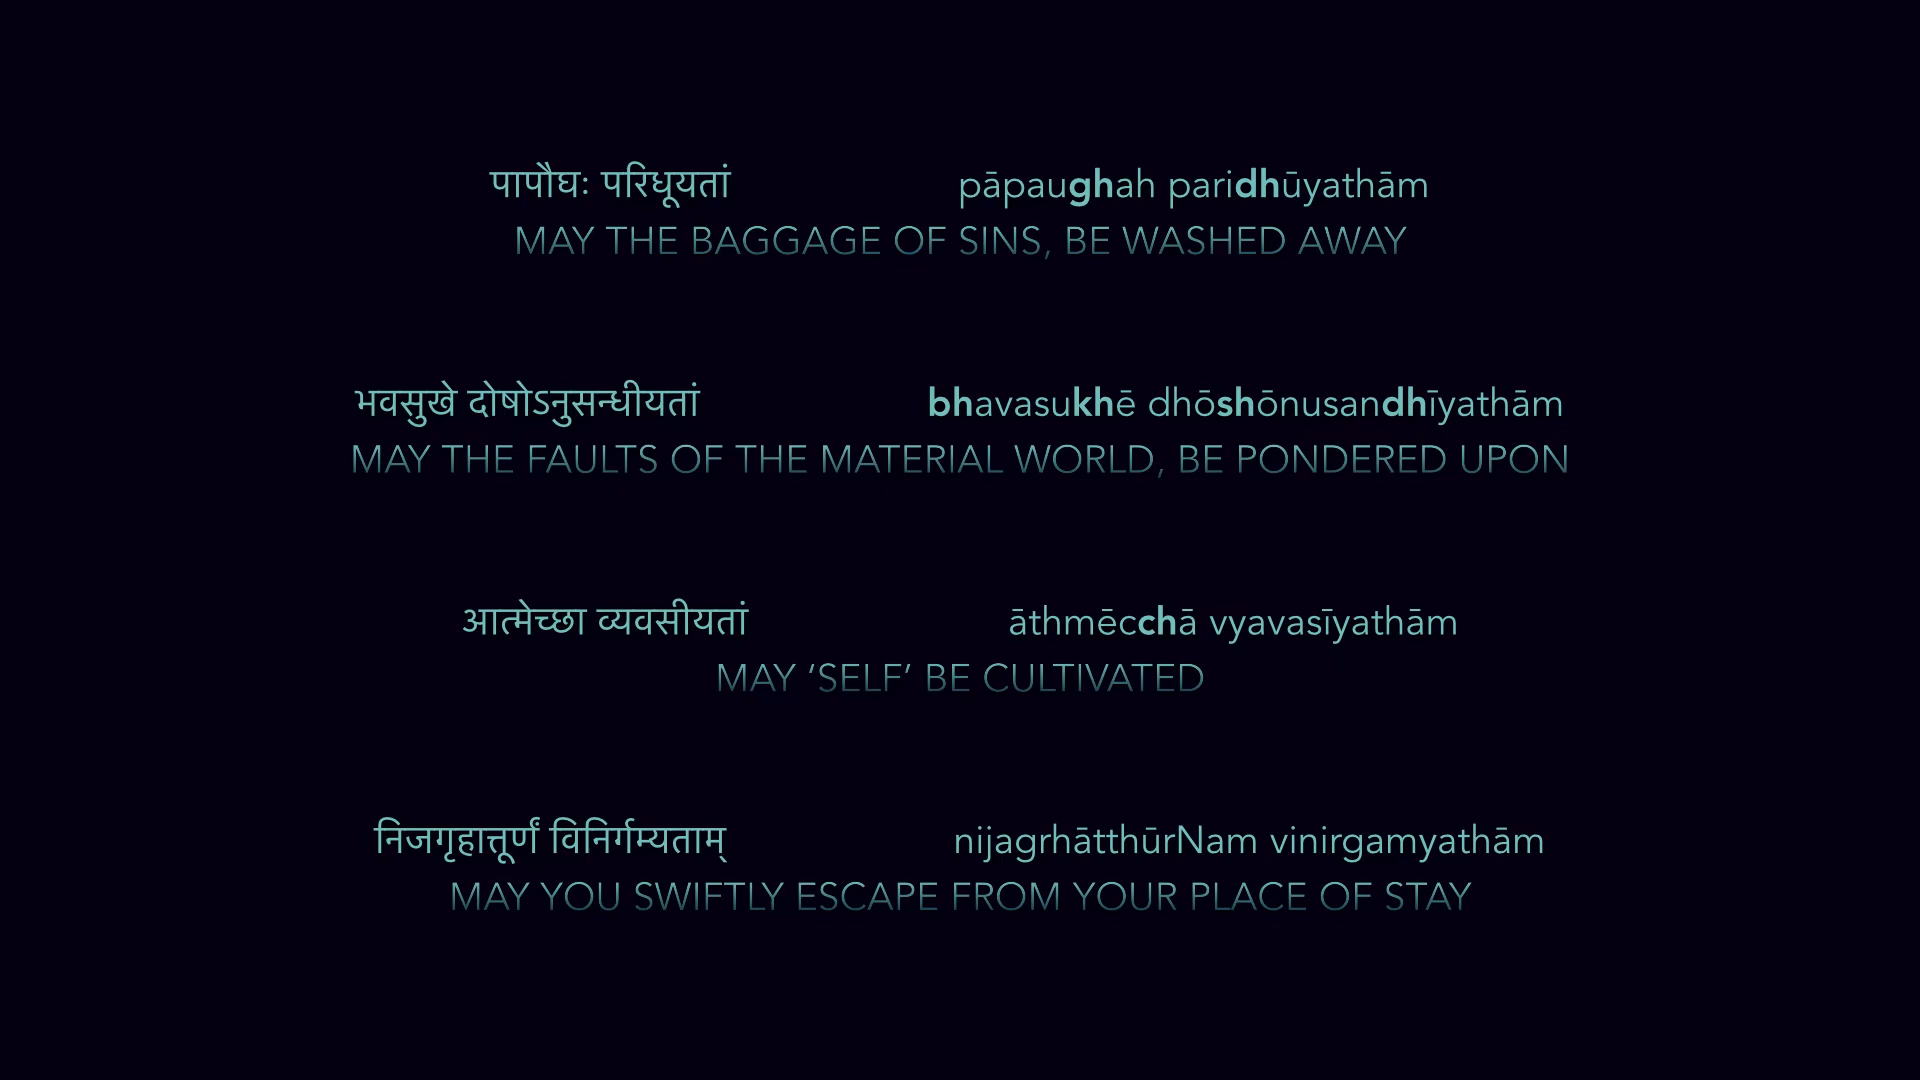 पापौघः परिधूयतां pāpaughah paridhūyathām
MAY THE BAGGAGE OF SINS, BE WASHED AWAY
भवसुखे दोषोऽनुसन्धीयतां bhavasukhē dhōshōnusandhīyathām
MAY THE FAULTS OF THE MATERIAL WORLD, BE PONDERED UPON
आत्मेच्छा व्यवसीयतां āthmēcchā vyavasīyathām
MAY ‘SELF’ BE CULTIVATED
निजगृहात्तूर्णं विनिर्गम्यताम् nijagrhātthūrNam vinirgamyathām
MAY YOU SWIFTLY ESCAPE FROM YOUR PLACE OF STAY